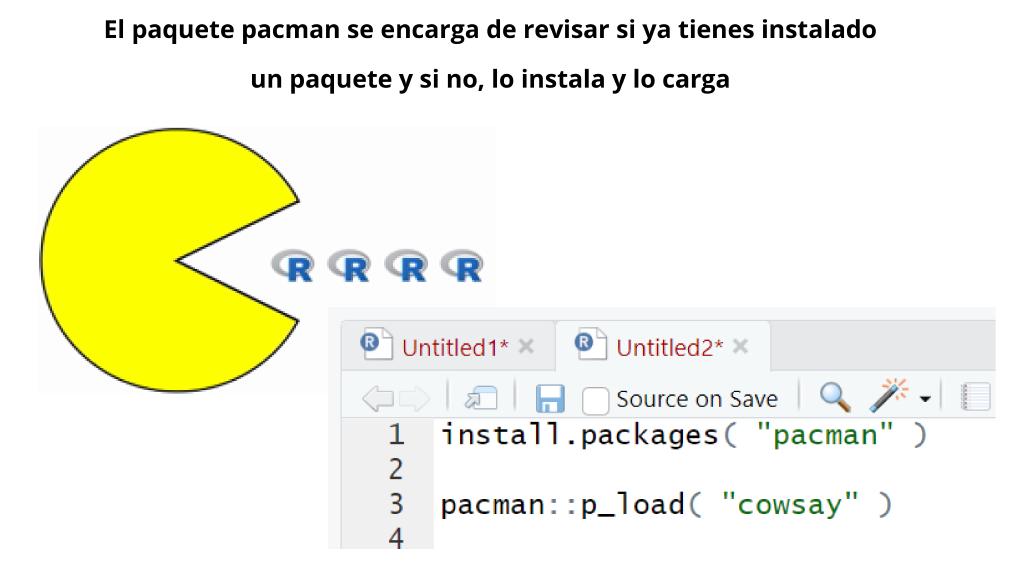 El paquete pacman se encarga de revisar si ya tienes instalado
un paquete y si no, lo instala y lo carga
R R R R
R Untitled1* × R Untitled2* ×
Source on Save
1 install.packages( "pacman" )
2
3 pacman::p_load( "cowsay" )
4